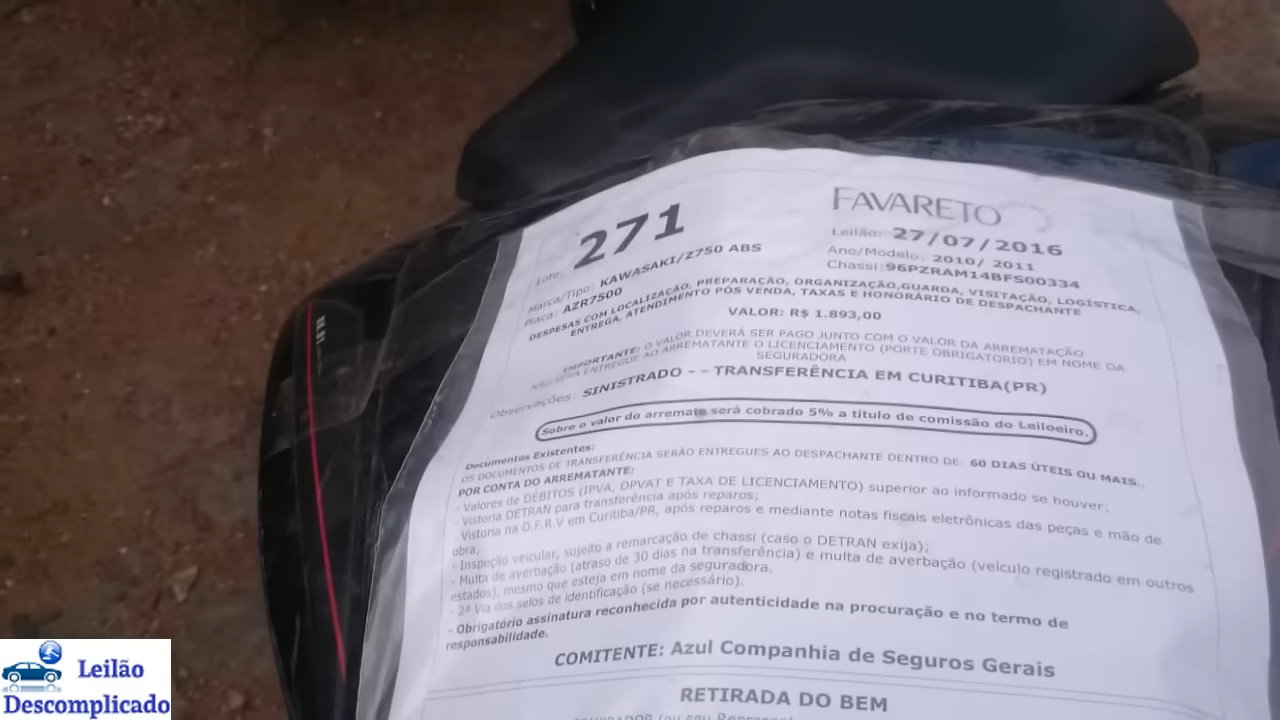 FAVARETO
Lote: 271
Leilão: 27/07/2016
Marca/Tipo: KAWASAKI/Z750 ABS
Ano/Modelo: 2010/ 2011
Placa: AZR7500
Chassi: 96PZRAM14BFS00334
DESPESAS COM LOCALIZAÇÃO, PREPARAÇÃO, ORGANIZAÇÃO,GUARDA, VISITAÇÃO, LOGÍSTICA,
ENTREGA, ATENDIMENTO PÓS VENDA, TAXAS E HONORÁRIO DE DESPACHANTE
VALOR: R$ 1.893,00
IMPORTANTE: O VALOR DEVERÁ SER PAGO JUNTO COM O VALOR DA ARREMATAÇÃO
NÃO SERÁ ENTREGUE AO ARREMATANTE O LICENCIAMENTO (PORTE OBRIGATORIO) EM NOME DA
SEGURADORA
Observações: SINISTRADO - - TRANSFERÊNCIA EM CURITIBA(PR)
Sobre o valor do arremate será cobrado 5% a título de comissão do Leiloeiro.
Documentos Existentes:
OS DOCUMENTOS DE TRANSFERÊNCIA SERÃO ENTREGUES AO DESPACHANTE DENTRO DE: 60 DIAS ÚTEIS OU MAIS.
POR CONTA DO ARREMATANTE:
- Valores de DÉBITOS (IPVA, DPVAT E TAXA DE LICENCIAMENTO) superior ao informado se houver;
- Vistoria DETRAN para transferência após reparos;
- Vistoria na D.F.R.V em Curitiba/PR, após reparos e mediante notas fiscais eletrônicas das peças e mão de
obra;
- Inspeção veicular, sujeito a remarcação de chassi (caso o DETRAN exija);
- Multa de averbação (atraso de 30 dias na transferência) e multa de averbação (veículo registrado em outros
estados), mesmo que esteja em nome da seguradora.
- 2ª Via dos selos de identificação (se necessário).
- Obrigatório assinatura reconhecida por autenticidade na procuração e no termo de
responsabilidade.
COMITENTE: Azul Companhia de Seguros Gerais
RETIRADA DO BEM
Leilão
Descomplicado